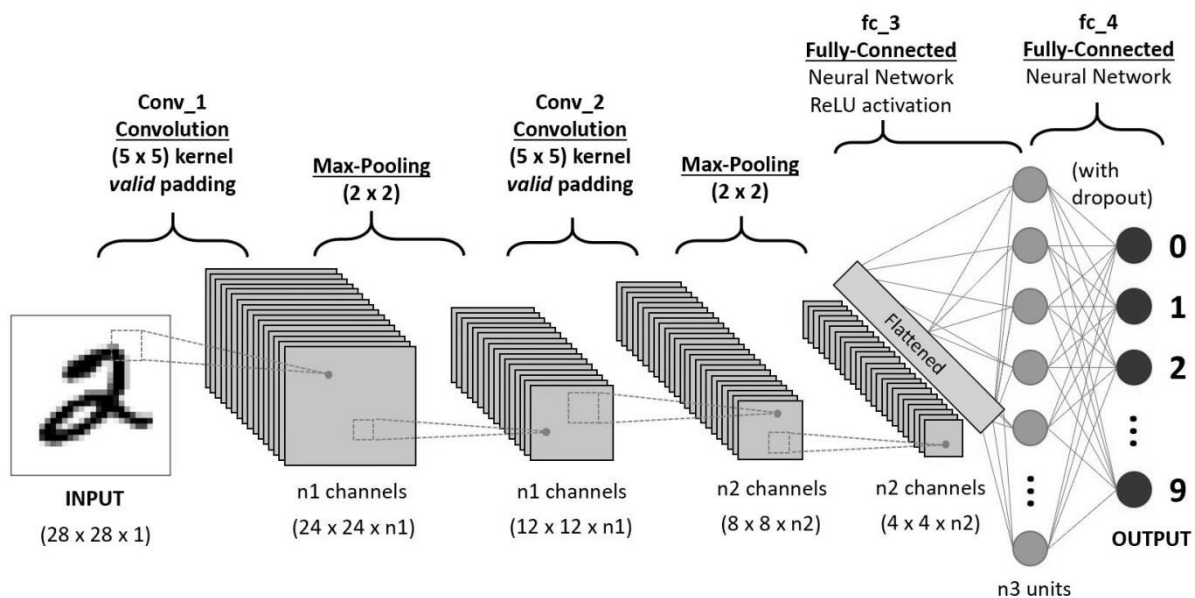 Conv_1
Convolution
(5 x 5) kernel
valid padding
Max-Pooling
(2 x 2)
Conv_2
Convolution
(5 x 5) kernel
valid padding
Max-Pooling
(2 x 2)
fc_3
Fully-Connected
Neural Network
ReLU activation
fc_4
Fully-Connected
Neural Network
(with
dropout)
Flattened
0
1
2
9
OUTPUT
2
INPUT
(28 x 28 x 1)
n1 channels
(24 x 24 x n1)
n1 channels
(12 x 12 x n1)
n2 channels
(8 x 8 x n2)
n2 channels
(4 x 4 x n2)
n3 units